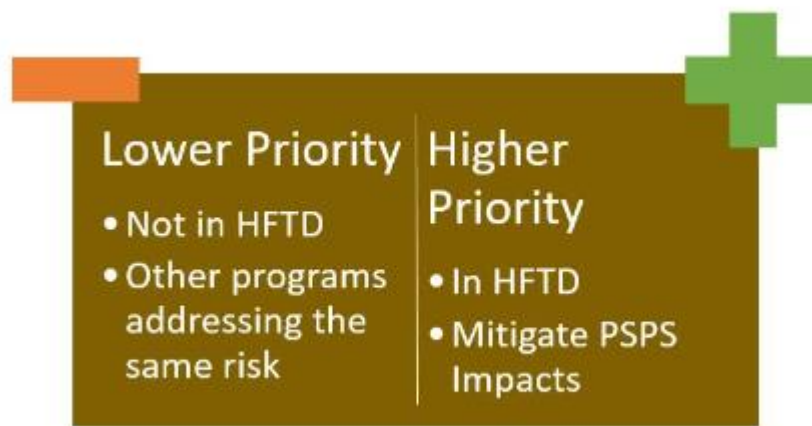 Lower Priority
• Not in HFTD
• Other programs
addressing the
same risk
Higher
Priority
• In HFTD
• Mitigate PSPS
Impacts